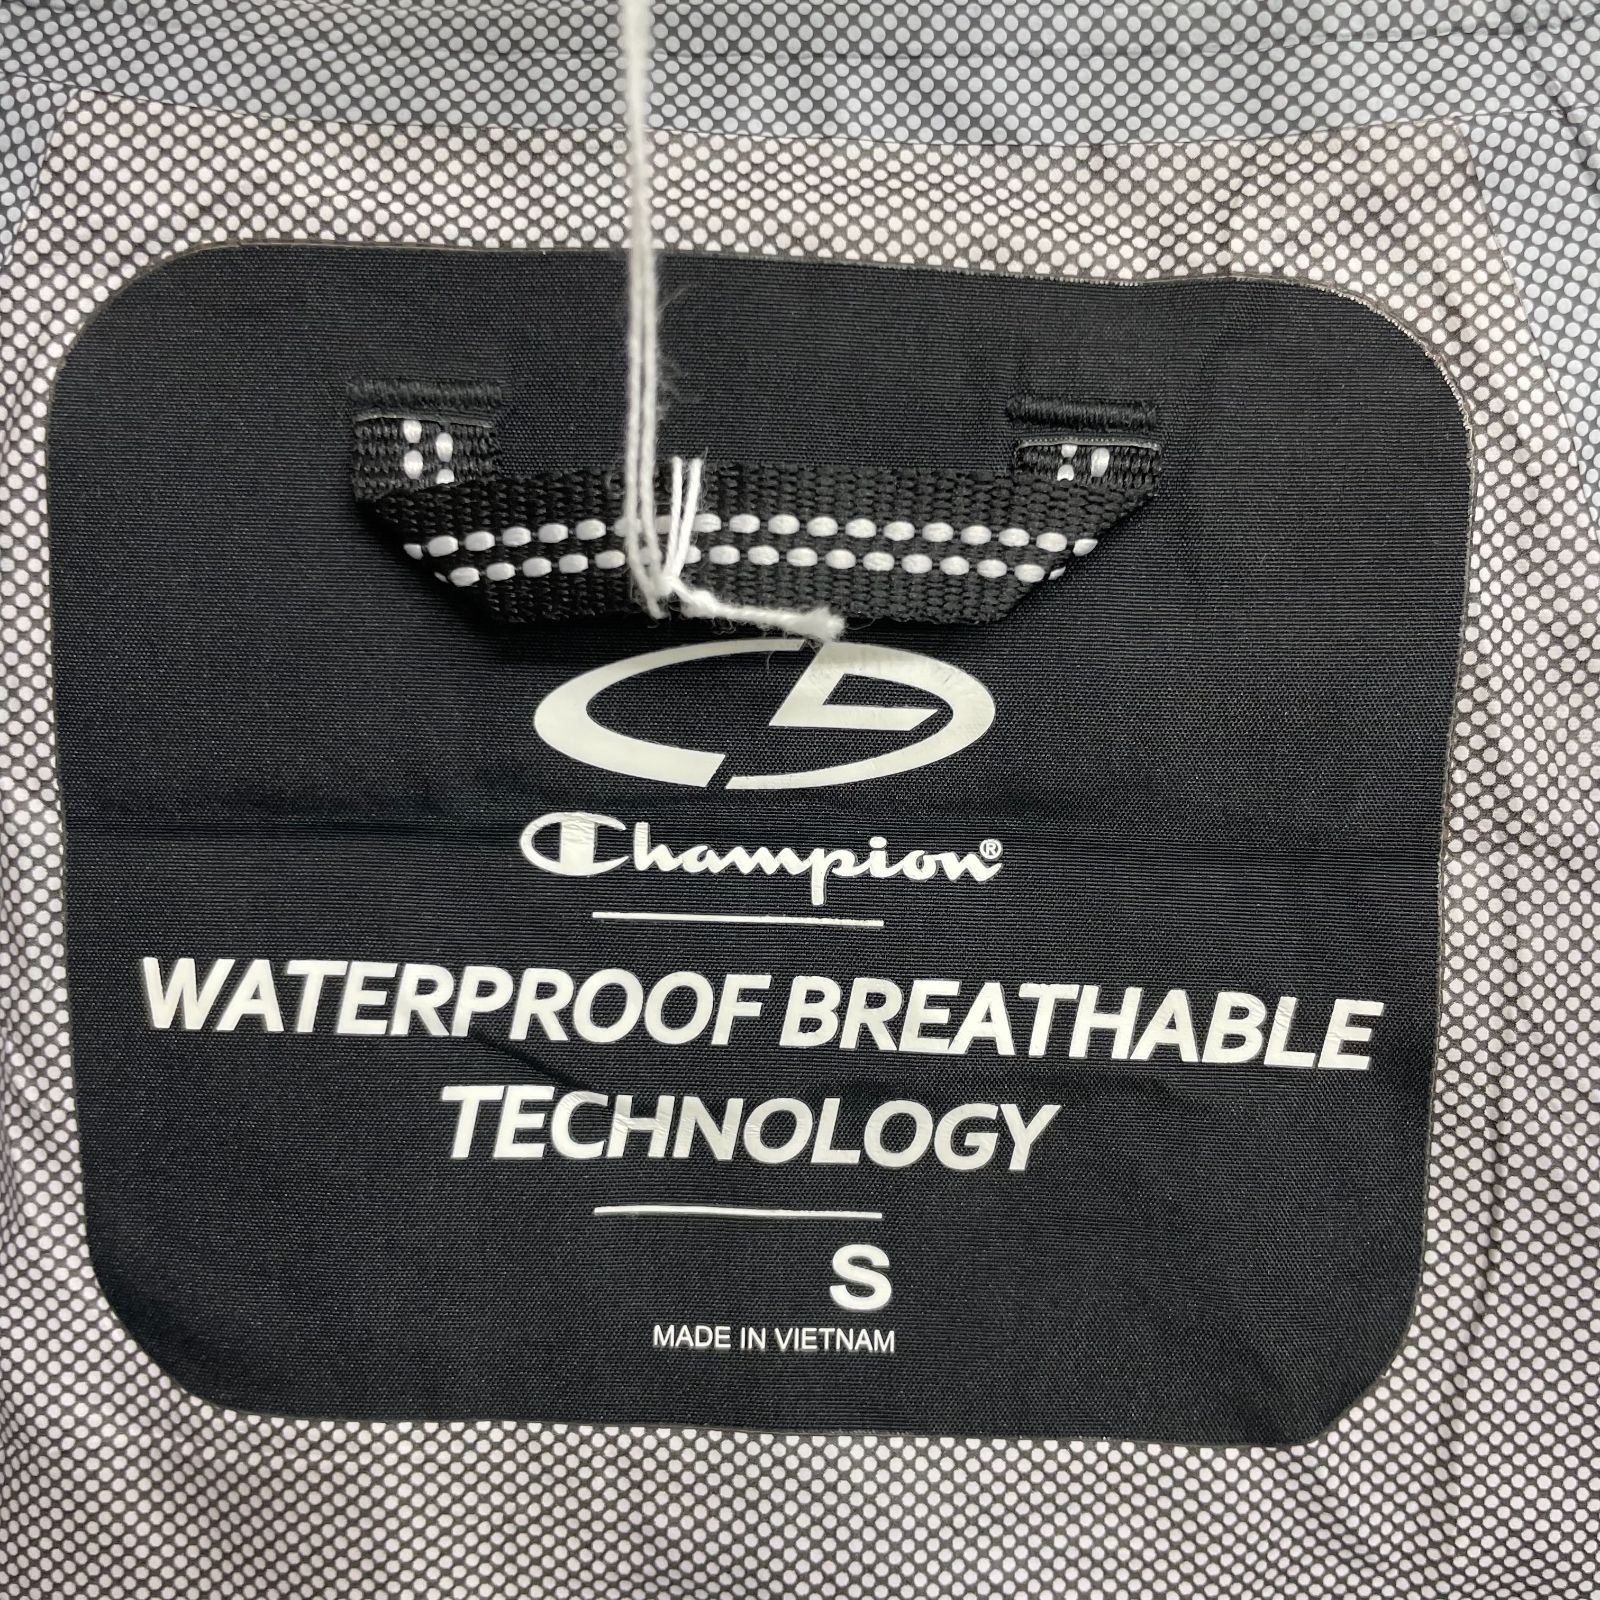 Champion®
WATERPROOF BREATHABLE
TECHNOLOGY
S
MADE IN VIETNAM